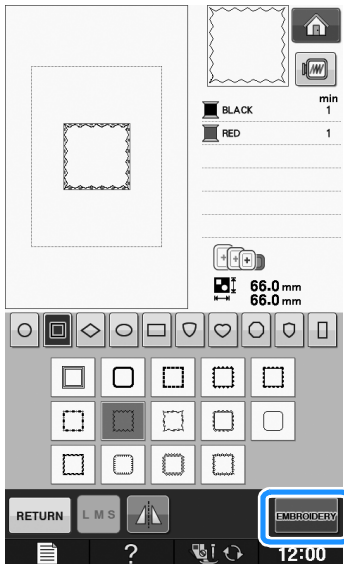 min
BLACK 1
RED 1
66.0 mm
66.0 mm
RETURN L M S EMBROIDERY
? 12:00